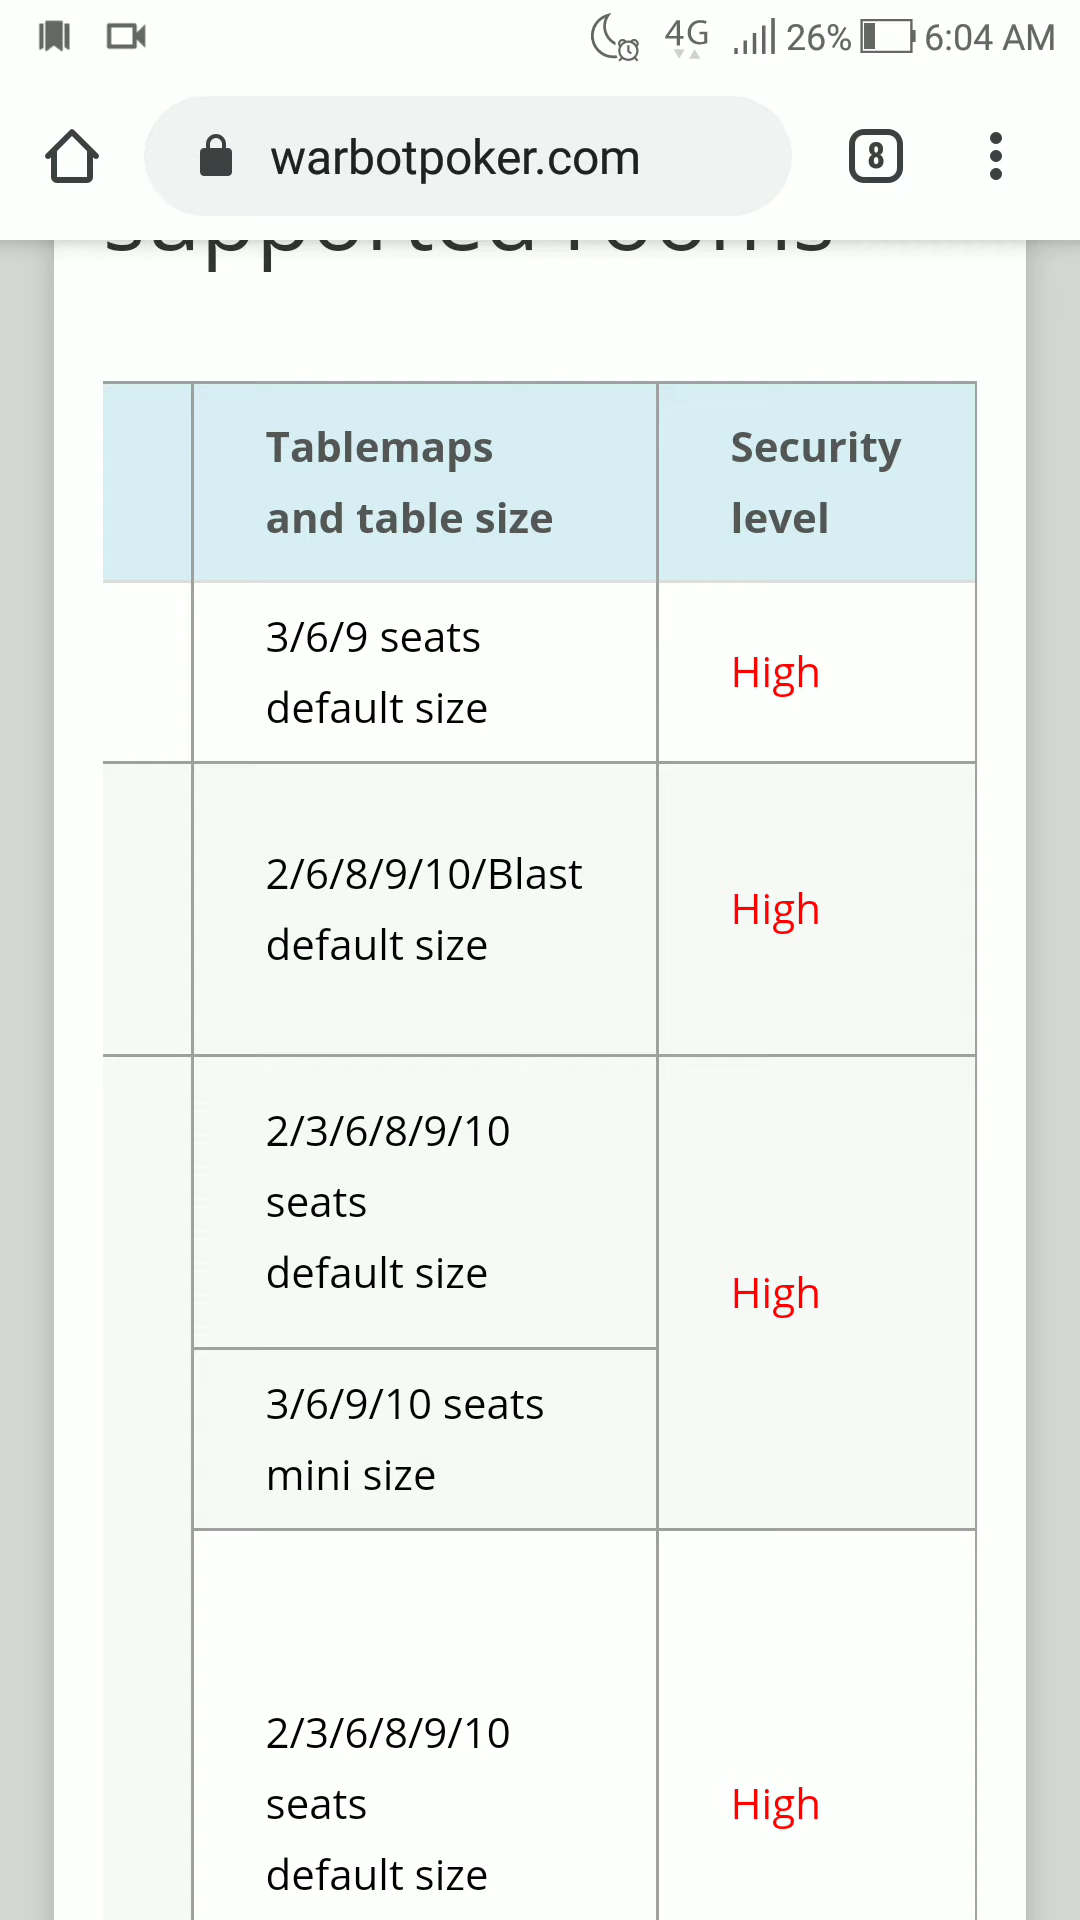 4G 26% 6:04 AM
warbotpoker.com 8
supported rooms
Tablemaps
and table size
Security
level
3/6/9 seats
default size
High
2/6/8/9/10/Blast
default size
High
2/3/6/8/9/10
seats
default size
High
3/6/9/10 seats
mini size
2/3/6/8/9/10
seats
default size
High